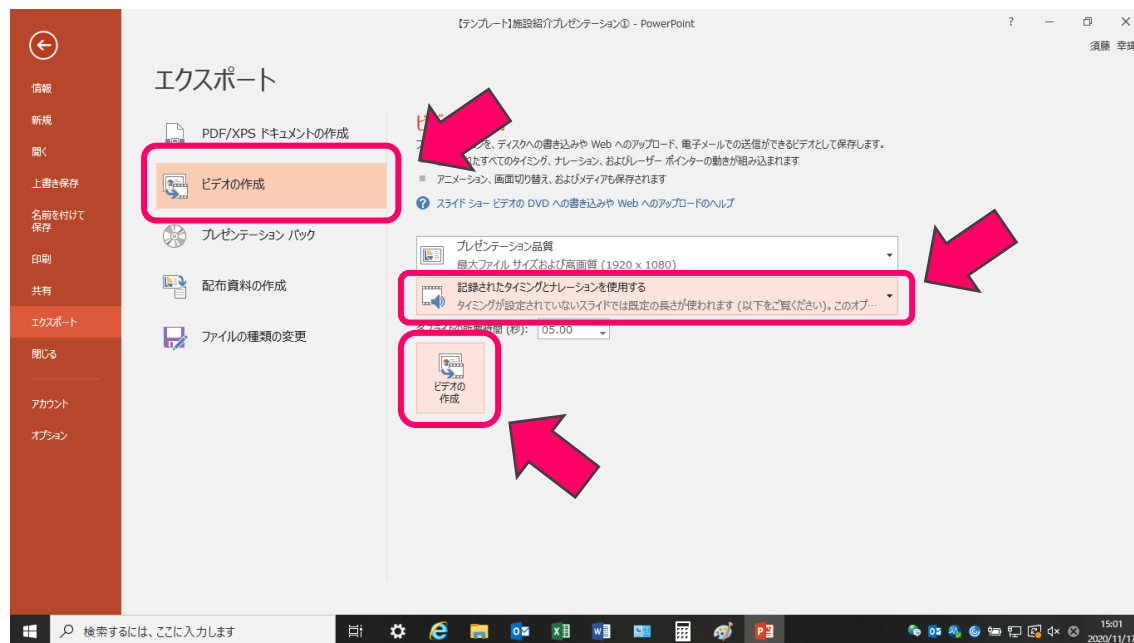 【テンプレート】施設紹介プレゼンテーション① - PowerPoint
?
須藤 幸輝
情報
新規
開く
上書き保存
名前を付けて
保存
印刷
共有
エクスポート
閉じる
アカウント
オプション
エクスポート
PDF/XPS ドキュメントの作成
ビデオの作成
プレゼンテーション パック
配布資料の作成
ファイルの種類の変更
を、ディスクへの書き込みや Web へのアップロード、電子メールでの送信ができるビデオとして保存します。
たすべてのタイミング、ナレーション、およびレーザー ポインターの動きが組み込まれます
アニメーション、画面切り替え、およびメディアも保存されます
スライド ショー ビデオの DVD への書き込みや Web へのアップロードのヘルプ
プレゼンテーション品質
最大ファイル サイズおよび高画質 (1920 x 1080)
記録されたタイミングとナレーションを使用する
タイミングが設定されていないスライドでは既定の長さが使われます (以下をご覧ください)。このオプ…
(秒): 05.00
ビデオの
作成
検索するには、ここに入力します
15:01
2020/11/1